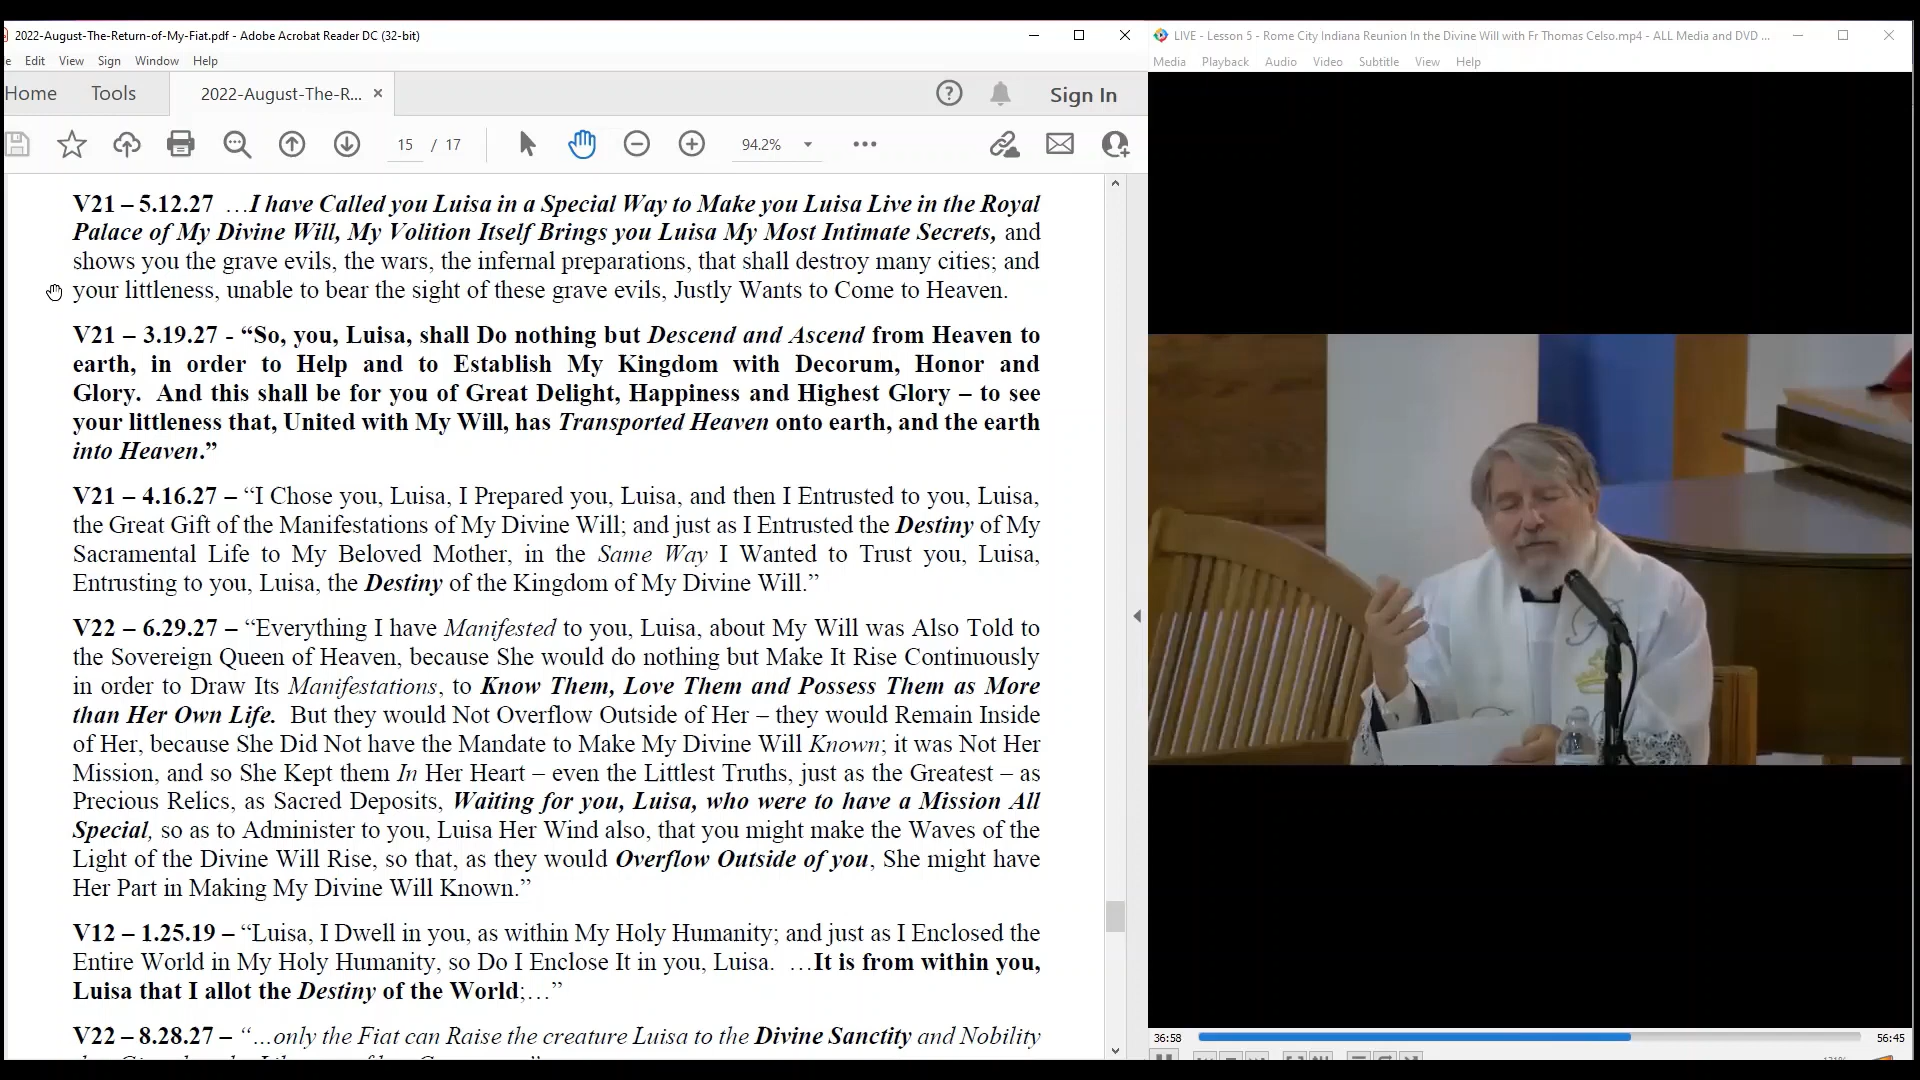 2022-August-The-Return-of-My-Fiat.pdf - Adobe Acrobat Reader DC (32-bit)
e Edit View Sign Window Help
Home Tools 2022-August-The-R... Sign In
15 / 17 94.2%
V21 – 5.12.27 …I have Called you Luisa in a Special Way to Make you Luisa Live in the Royal
Palace of My Divine Will, My Volition Itself Brings you Luisa My Most Intimate Secrets, and
shows you the grave evils, the wars, the infernal preparations, that shall destroy many cities; and
your littleness, unable to bear the sight of these grave evils, Justly Wants to Come to Heaven.
V21 – 3.19.27 - “So, you, Luisa, shall Do nothing but Descend and Ascend from Heaven to
earth, in order to Help and to Establish My Kingdom with Decorum, Honor and
Glory. And this shall be for you of Great Delight, Happiness and Highest Glory – to see
your littleness that, United with My Will, has Transported Heaven onto earth, and the earth
into Heaven.”
V21 – 4.16.27 – “I Chose you, Luisa, I Prepared you, Luisa, and then I Entrusted to you, Luisa,
the Great Gift of the Manifestations of My Divine Will; and just as I Entrusted the Destiny of My
Sacramental Life to My Beloved Mother, in the Same Way I Wanted to Trust you, Luisa,
Entrusting to you, Luisa, the Destiny of the Kingdom of My Divine Will.”
V22 – 6.29.27 – “Everything I have Manifested to you, Luisa, about My Will was Also Told to
the Sovereign Queen of Heaven, because She would do nothing but Make It Rise Continuously
in order to Draw Its Manifestations, to Know Them, Love Them and Possess Them as More
than Her Own Life. But they would Not Overflow Outside of Her – they would Remain Inside
of Her, because She Did Not have the Mandate to Make My Divine Will Known; it was Not Her
Mission, and so She Kept them In Her Heart – even the Littlest Truths, just as the Greatest – as
Precious Relics, as Sacred Deposits, Waiting for you, Luisa, who were to have a Mission All
Special, so as to Administer to you, Luisa Her Wind also, that you might make the Waves of the
Light of the Divine Will Rise, so that, as they would Overflow Outside of you, She might have
Her Part in Making My Divine Will Known.”
V12 – 1.25.19 – “Luisa, I Dwell in you, as within My Holy Humanity; and just as I Enclosed the
Entire World in My Holy Humanity, so Do I Enclose It in you, Luisa. …It is from within you,
Luisa that I allot the Destiny of the World;…”
V22 – 8.28.27 – “…only the Fiat can Raise the creature Luisa to the Divine Sanctity and Nobility
LIVE - Lesson 5 - Rome City Indiana Reunion In the Divine Will with Fr Thomas Celso.mp4 - ALL Media and DVD ...
Media Playback Audio Video Subtitle View Help
36:58 56:45